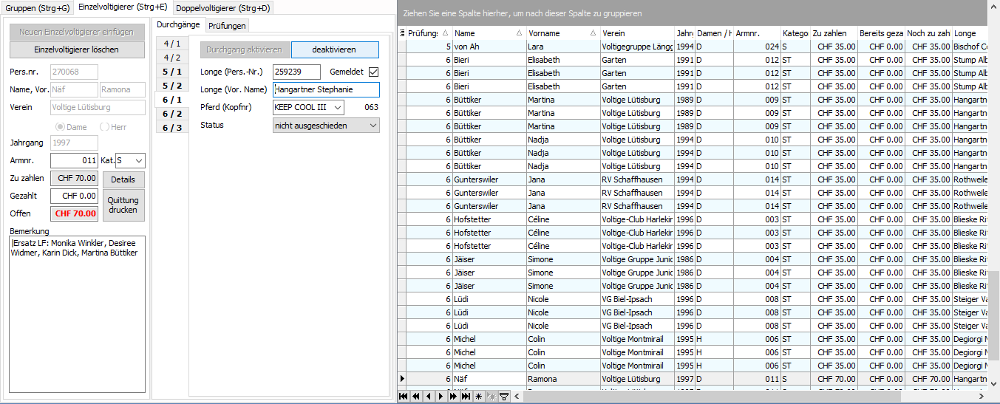 Gruppen (Strg+G) Einzelvoltigierer (Strg+E) Doppelvoltigierer (Strg+D)
Neuen Einzelvoltigierer einfügen
Einzelvoltigierer löschen
Pers.nr. 270068
Name, Vor. Näf Ramona
Verein Voltige Lütisburg
Dame Herr
Jahrgang 1997
Armnr. 011 Kat. S
Zu zahlen CHF 70.00 Details
Gezahlt CHF 0.00 Quittung drucken
Offen CHF 70.00
Bemerkung
Ersatz LF: Monika Winkler, Desiree
Widmer, Karin Dick, Martina Büttiker
Durchgänge Prüfungen
4 / 1
4 / 2
5 / 1
5 / 2
6 / 1
6 / 2
6 / 3
Durchgang aktivieren deaktivieren
Longe (Pers.-Nr.) 259239 Gemeldet
Longe (Vor. Name) Hangartner Stephanie
Pferd (Kopfnr) KEEP COOL III 063
Status nicht ausgeschieden
Ziehen Sie eine Spalte hierher, um nach dieser Spalte zu gruppieren
Prüfungs Name Vorname Verein Jahrg Damen / H Armnr. Katego Zu zahlen Bereits geza Noch zu zahl Longe
5 von Ah Lara Voltigegruppe Längg 1994 D 024 S CHF 35.00 CHF 0.00 CHF 35.00 Bischof Co
6 Bieri Elisabeth Garten 1991 D 012 ST CHF 35.00 CHF 0.00 CHF 35.00 Stump Alb
6 Bieri Elisabeth Garten 1991 D 012 ST CHF 35.00 CHF 0.00 CHF 35.00 Stump Alb
6 Bieri Elisabeth Garten 1991 D 012 ST CHF 35.00 CHF 0.00 CHF 35.00 Stump Alb
6 Büttiker Martina Voltige Lütisburg 1989 D 009 ST CHF 35.00 CHF 0.00 CHF 35.00 Hangartn
6 Büttiker Martina Voltige Lütisburg 1989 D 009 ST CHF 35.00 CHF 0.00 CHF 35.00 Hangartn
6 Büttiker Martina Voltige Lütisburg 1989 D 009 ST CHF 35.00 CHF 0.00 CHF 35.00 Hangartn
6 Büttiker Nadja Voltige Lütisburg 1994 D 010 ST CHF 35.00 CHF 0.00 CHF 35.00 Hangartn
6 Büttiker Nadja Voltige Lütisburg 1994 D 010 ST CHF 35.00 CHF 0.00 CHF 35.00 Hangartn
6 Büttiker Nadja Voltige Lütisburg 1994 D 010 ST CHF 35.00 CHF 0.00 CHF 35.00 Hangartn
6 Gunterswiler Jana RV Schaffhausen 1994 D 014 ST CHF 35.00 CHF 0.00 CHF 35.00 Rothweile
6 Gunterswiler Jana RV Schaffhausen 1994 D 014 ST CHF 35.00 CHF 0.00 CHF 35.00 Rothweile
6 Gunterswiler Jana RV Schaffhausen 1994 D 014 ST CHF 35.00 CHF 0.00 CHF 35.00 Rothweile
6 Hofstetter Céline Voltige-Club Harlekin 1996 D 003 ST CHF 35.00 CHF 0.00 CHF 35.00 Blieske Rit
6 Hofstetter Céline Voltige-Club Harlekin 1996 D 003 ST CHF 35.00 CHF 0.00 CHF 35.00 Blieske Rit
6 Hofstetter Céline Voltige-Club Harlekin 1996 D 003 ST CHF 35.00 CHF 0.00 CHF 35.00 Blieske Rit
6 Jäiser Simone Voltige Gruppe Junio 1986 D 004 ST CHF 35.00 CHF 0.00 CHF 35.00 Blieske Rit
6 Jäiser Simone Voltige Gruppe Junio 1986 D 004 ST CHF 35.00 CHF 0.00 CHF 35.00 Blieske Rit
6 Jäiser Simone Voltige Gruppe Junio 1986 D 004 ST CHF 35.00 CHF 0.00 CHF 35.00 Blieske Rit
6 Lüdi Nicole VG Biel-Ipsach 1996 D 008 ST CHF 35.00 CHF 0.00 CHF 35.00 Steiger Va
6 Lüdi Nicole VG Biel-Ipsach 1996 D 008 ST CHF 35.00 CHF 0.00 CHF 35.00 Steiger Va
6 Lüdi Nicole VG Biel-Ipsach 1996 D 008 ST CHF 35.00 CHF 0.00 CHF 35.00 Steiger Va
6 Michel Colin Voltige Montmirail 1995 H 006 ST CHF 35.00 CHF 0.00 CHF 35.00 Degiorgi M
6 Michel Colin Voltige Montmirail 1995 H 006 ST CHF 35.00 CHF 0.00 CHF 35.00 Degiorgi M
6 Michel Colin Voltige Montmirail 1995 H 006 ST CHF 35.00 CHF 0.00 CHF 35.00 Degiorgi M
6 Näf Ramona Voltige Lütisburg 1997 D 011 S CHF 70.00 CHF 0.00 CHF 70.00 Hangartn